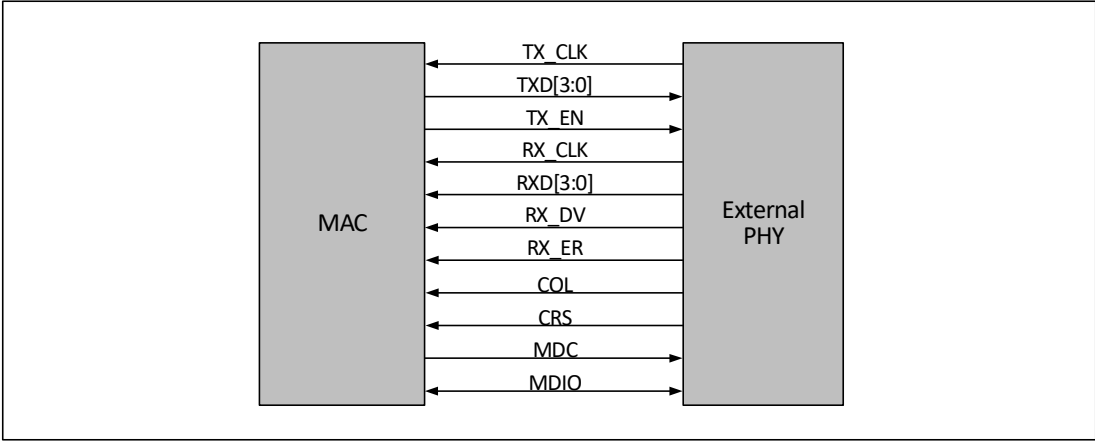 TX_CLK
TXD[3:0]
TX_EN
RX_CLK
RXD[3:0]
MAC
RX_DV
External
PHY
RX_ER
COL
CRS
MDC
MDIO